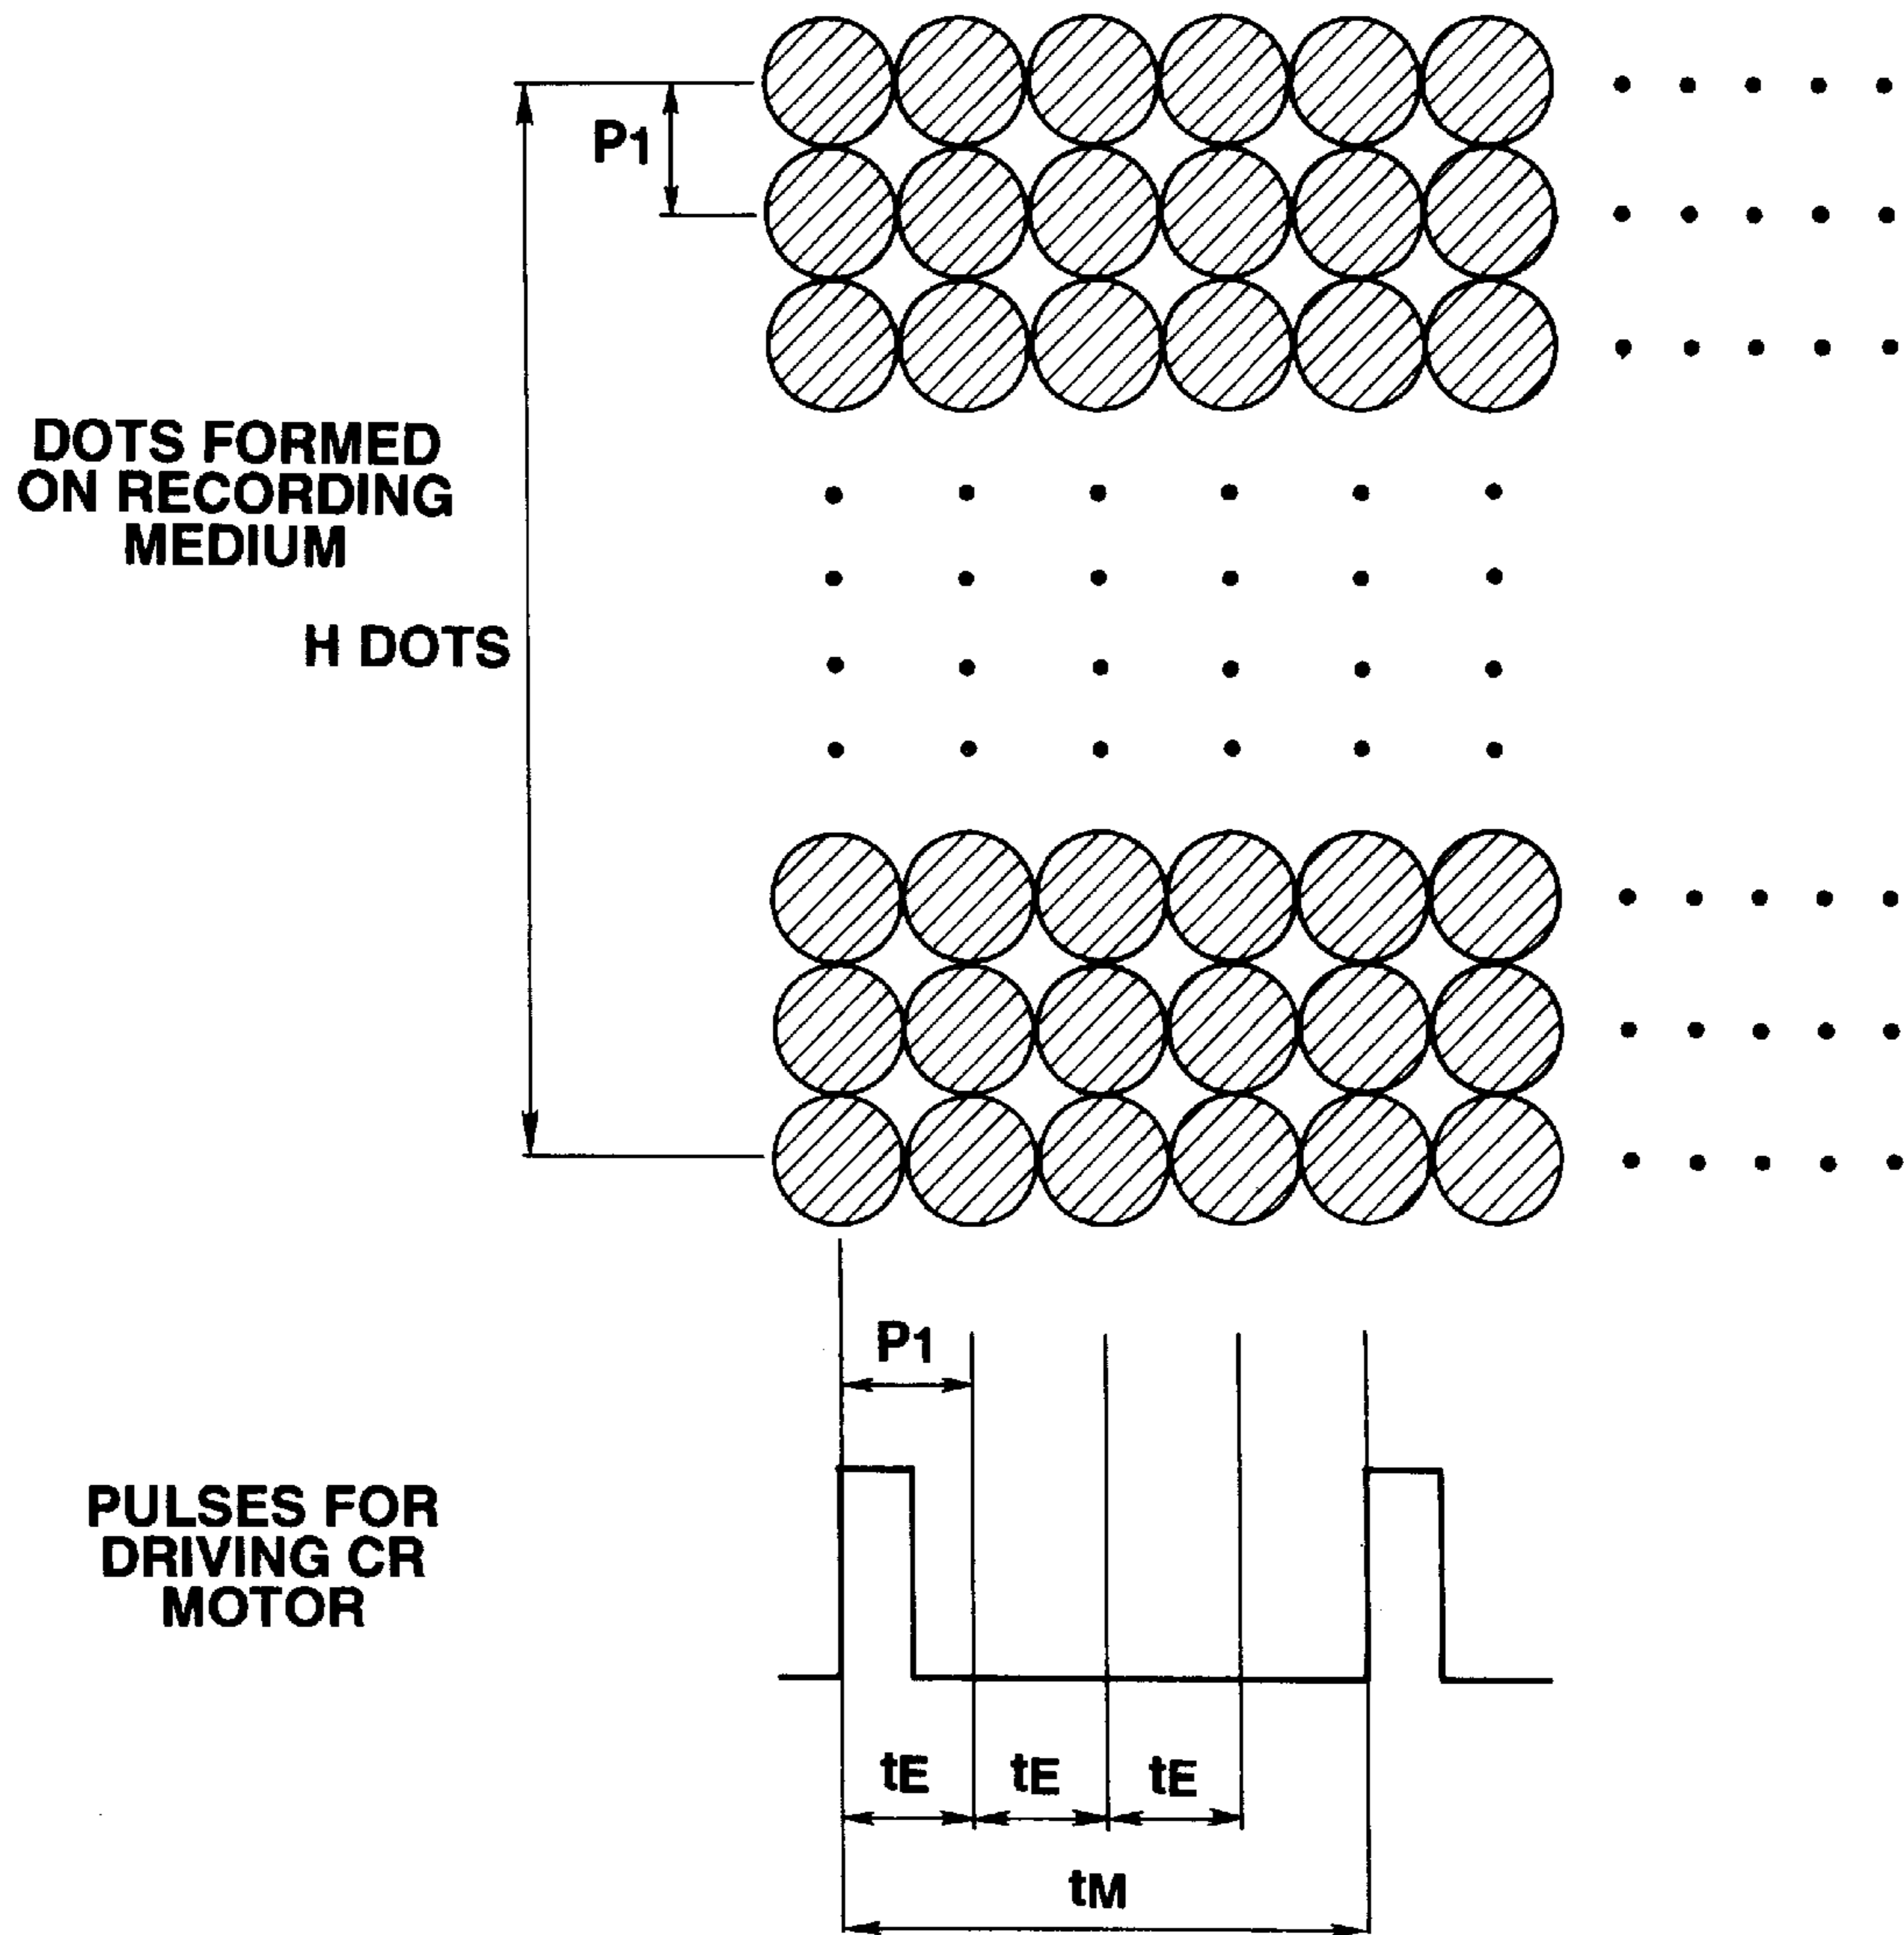 P1
DOTS FORMED
ON RECORDING
MEDIUM
H DOTS
P1
PULSES FOR
DRIVING CR
MOTOR
tE tE tE
tM